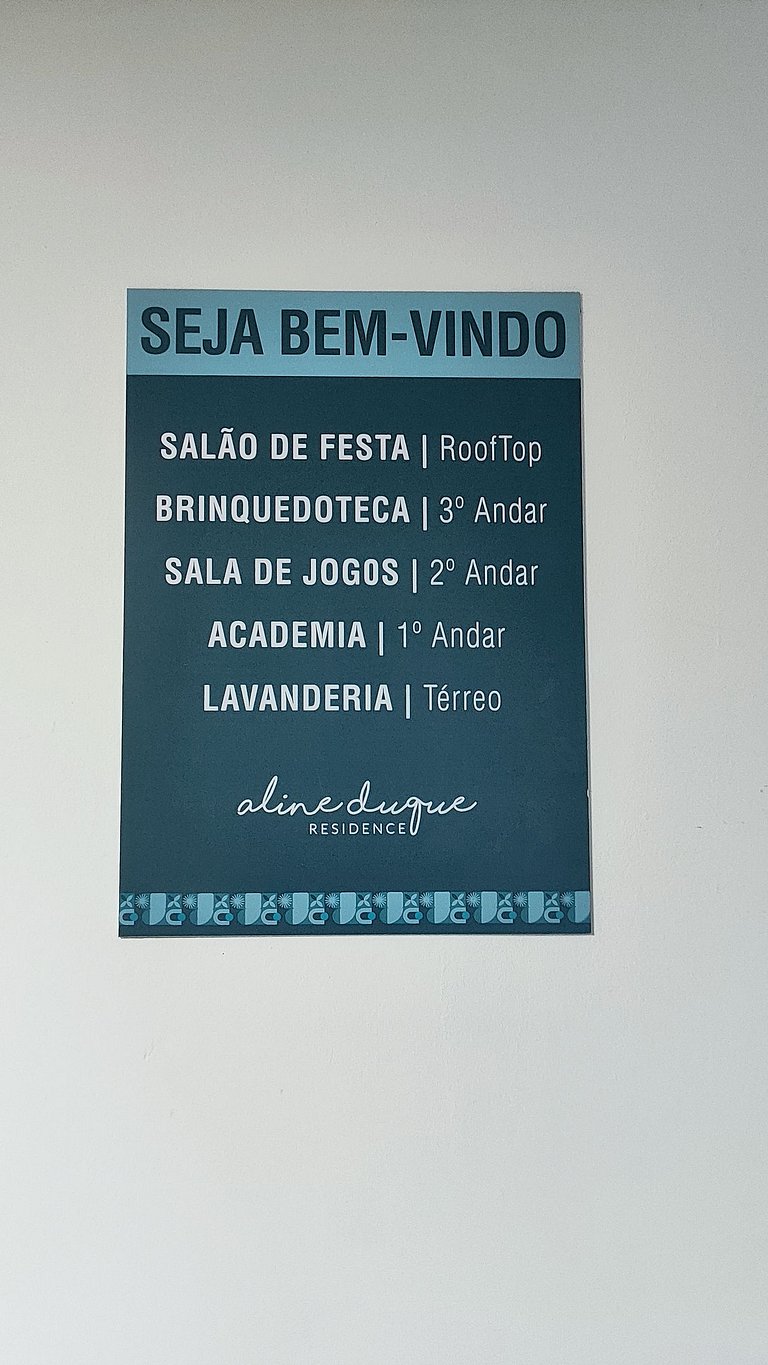 SEJA BEM-VINDO
SALÃO DE FESTA | RoofTop
BRINQUEDOTECA | 3º Andar
SALA DE JOGOS | 2º Andar
ACADEMIA | 1º Andar
LAVANDERIA | Térreo
aline duque
RESIDENCE